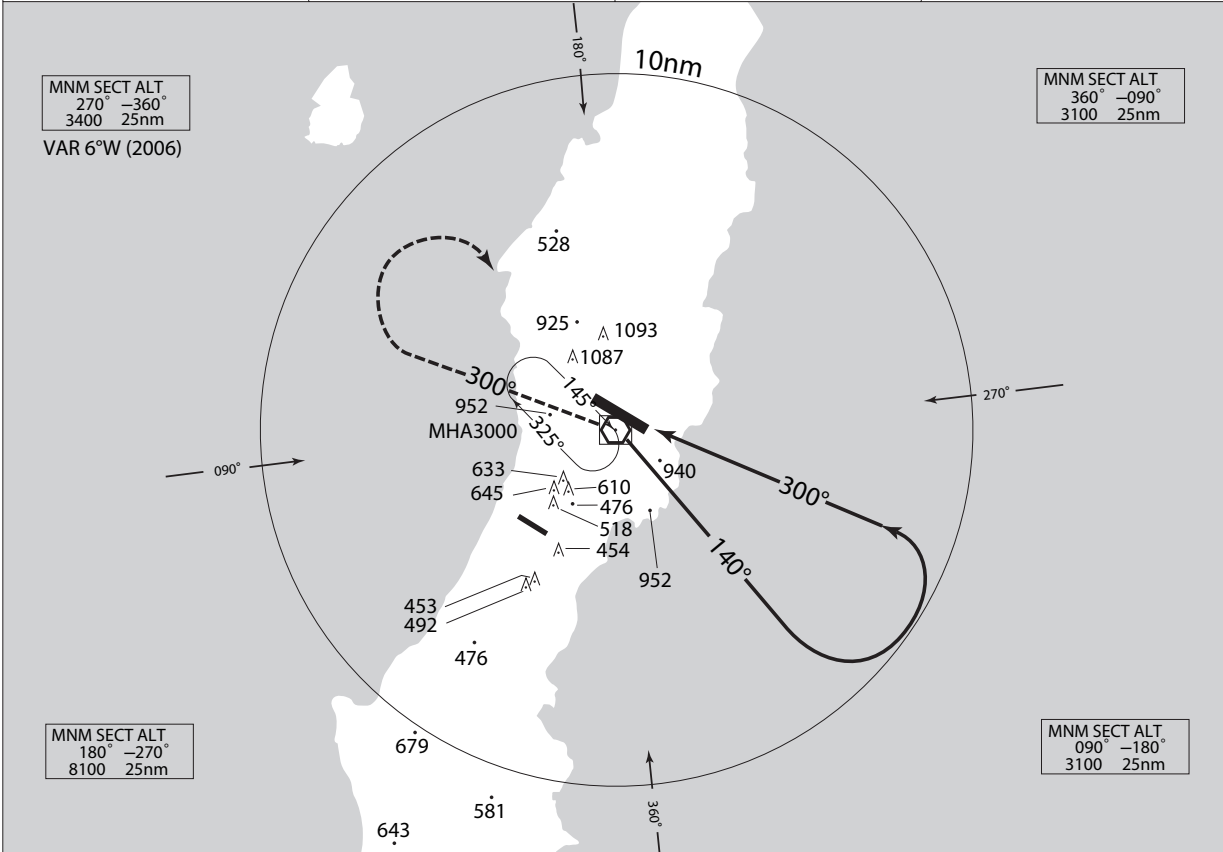 180°
10nm
MNM SECT ALT
270° –360°
3400 25nm
VAR 6°W (2006)
MNM SECT ALT
360° –090°
3100 25nm
528
925
1093
1087
300°
145°
952
MHA3000
325°
270°
090°
633
645
940
610
476
518
454
300°
140°
952
453
492
476
MNM SECT ALT
180° –270°
8100 25nm
679
MNM SECT ALT
090° –180°
3100 25nm
581
360°
643